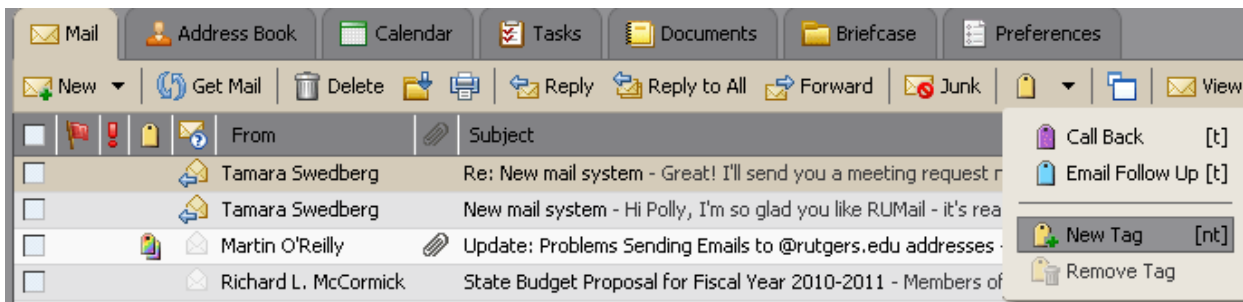 Mail Address Book Calendar Tasks Documents Briefcase Preferences
New Get Mail Delete Reply Reply to All Forward Junk View
From Subject
Call Back [t]
Tamara Swedberg Re: New mail system - Great! I'll send you a meeting request
Email Follow Up [t]
Tamara Swedberg New mail system - Hi Polly, I'm so glad you like RUMail - it's rea
Martin O'Reilly Update: Problems Sending Emails to @rutgers.edu addresses -
New Tag [nt]
Richard L. McCormick State Budget Proposal for Fiscal Year 2010-2011 - Members of
Remove Tag